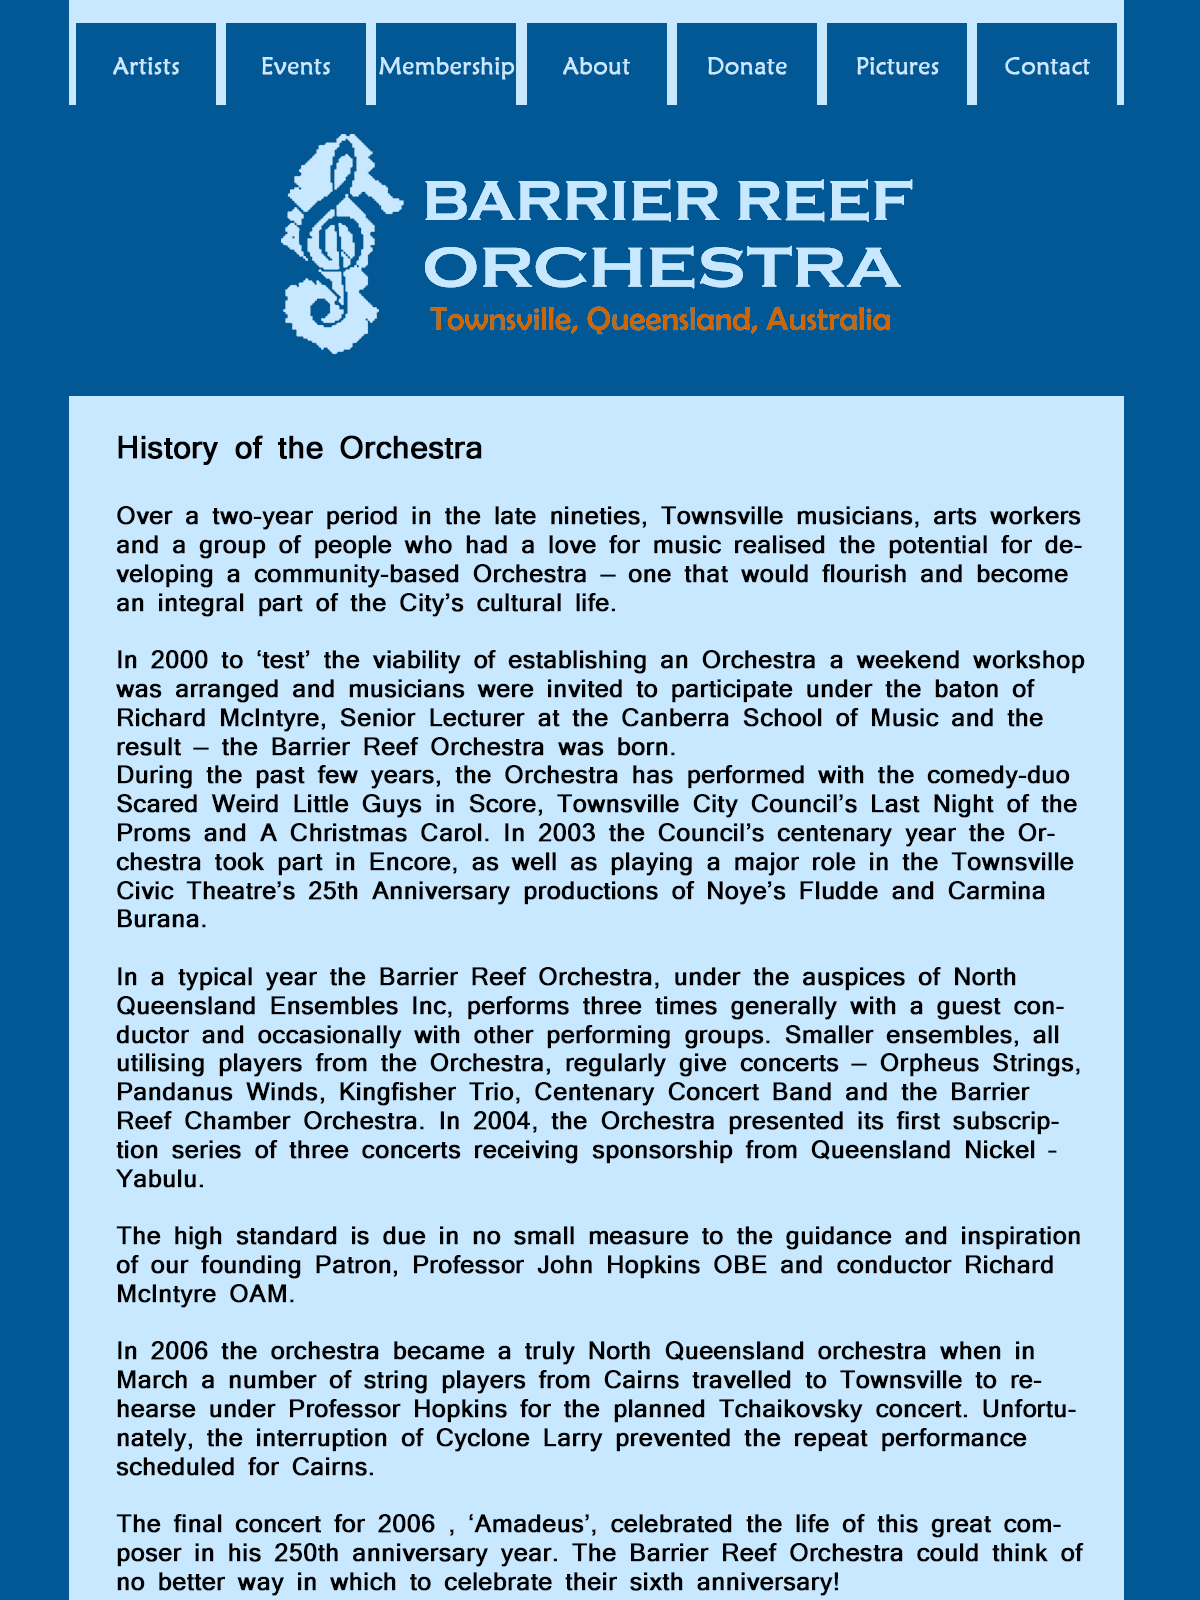 Artists Events Membership About Donate Pictures Contact
BARRIER REEF
ORCHESTRA
Townsville, Queensland, Australia
History of the Orchestra
Over a two-year period in the late nineties, Townsville musicians, arts workers
and a group of people who had a love for music realised the potential for de-
veloping a community-based Orchestra – one that would flourish and become
an integral part of the City’s cultural life.
In 2000 to ‘test’ the viability of establishing an Orchestra a weekend workshop
was arranged and musicians were invited to participate under the baton of
Richard McIntyre, Senior Lecturer at the Canberra School of Music and the
result – the Barrier Reef Orchestra was born.
During the past few years, the Orchestra has performed with the comedy-duo
Scared Weird Little Guys in Score, Townsville City Council’s Last Night of the
Proms and A Christmas Carol. In 2003 the Council’s centenary year the Or-
chestra took part in Encore, as well as playing a major role in the Townsville
Civic Theatre’s 25th Anniversary productions of Noye’s Fludde and Carmina
Burana.
In a typical year the Barrier Reef Orchestra, under the auspices of North
Queensland Ensembles Inc, performs three times generally with a guest con-
ductor and occasionally with other performing groups. Smaller ensembles, all
utilising players from the Orchestra, regularly give concerts – Orpheus Strings,
Pandanus Winds, Kingfisher Trio, Centenary Concert Band and the Barrier
Reef Chamber Orchestra. In 2004, the Orchestra presented its first subscrip-
tion series of three concerts receiving sponsorship from Queensland Nickel -
Yabulu.
The high standard is due in no small measure to the guidance and inspiration
of our founding Patron, Professor John Hopkins OBE and conductor Richard
McIntyre OAM.
In 2006 the orchestra became a truly North Queensland orchestra when in
March a number of string players from Cairns travelled to Townsville to re-
hearse under Professor Hopkins for the planned Tchaikovsky concert. Unfortu-
nately, the interruption of Cyclone Larry prevented the repeat performance
scheduled for Cairns.
The final concert for 2006 , ‘Amadeus’, celebrated the life of this great com-
poser in his 250th anniversary year. The Barrier Reef Orchestra could think of
no better way in which to celebrate their sixth anniversary!